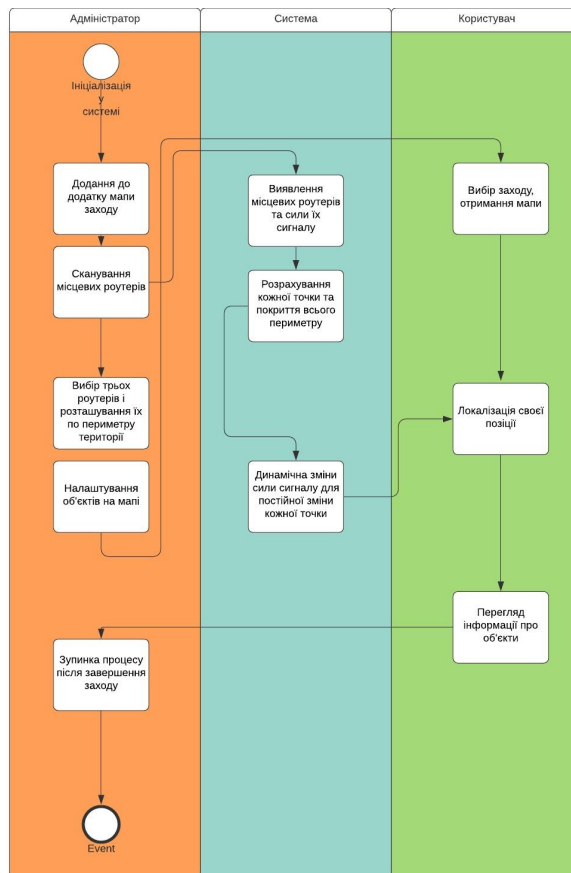 Адміністратор
Система
Користувач
Ініціалізація
у
системі
Додання до
додатку мапи
заходу
Сканування
місцевих роутерів
Вибір трьох
роутерів і
розташування їх
по периметру
території
Налаштування
об'єктів на мапі
Зупинка процесу
після завершення
заходу
Event
Виявлення
місцевих роутерів
та сили їх
сигналу
Розрахування
кожної точки та
покриття всього
периметру
Динамічна зміни
сили сигналу для
постійної зміни
кожної точки
Вибір заходу,
отримання мапи
Локалізація своєї
позиції
Перегляд
інформації про
об'єкти